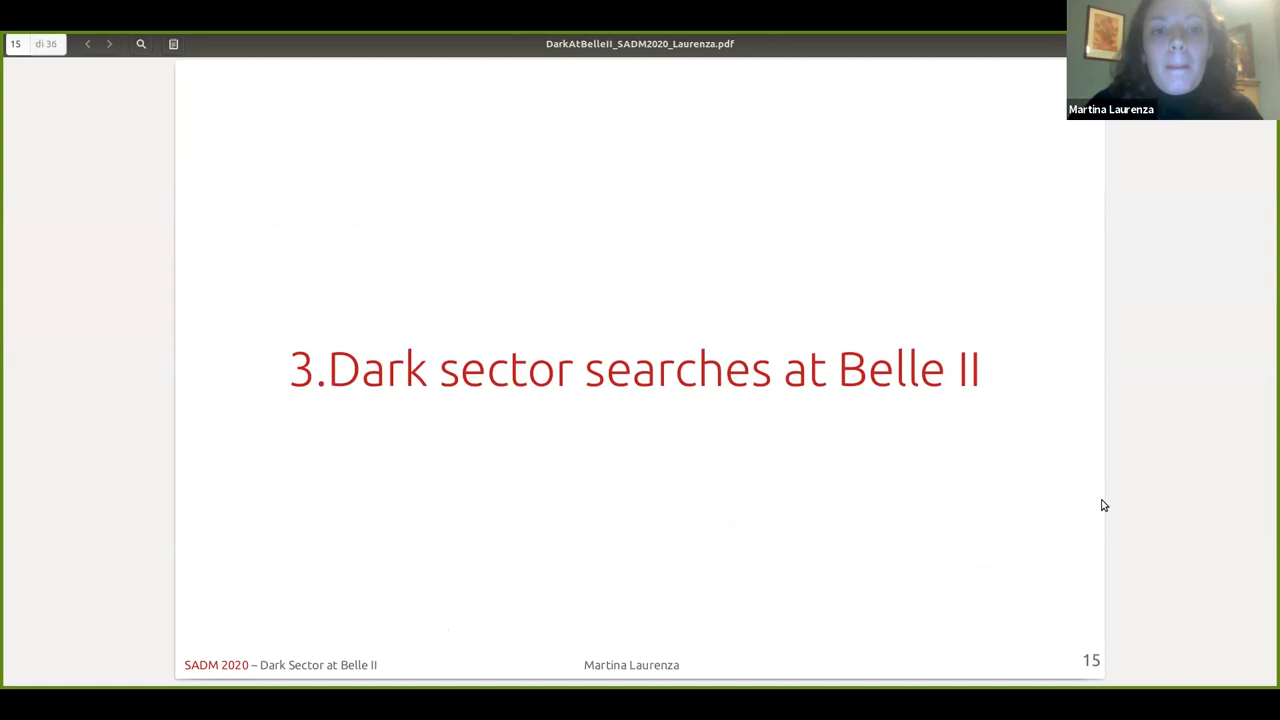 15 di 36
DarkAtBelleII_SADM2020_Laurenza.pdf
Martina Laurenza
3.Dark sector searches at Belle II
SADM 2020 – Dark Sector at Belle II
Martina Laurenza
15